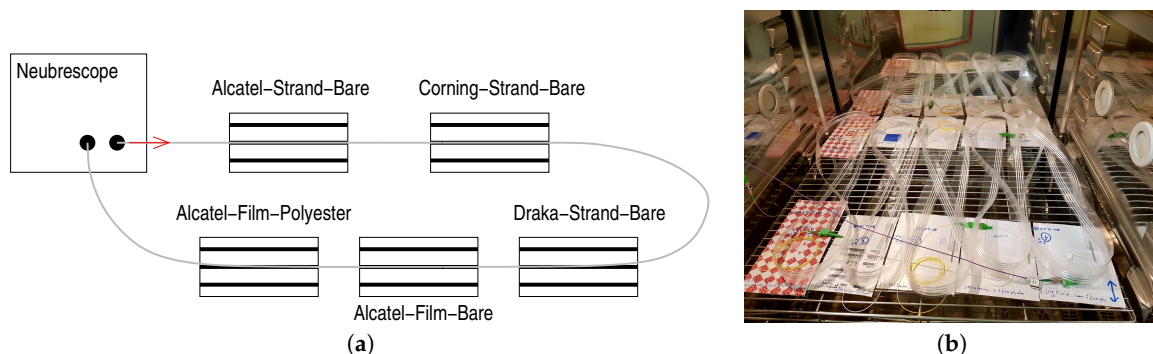 Neubrescope
Alcatel–Strand–Bare
Corning–Strand–Bare
Alcatel–Film–Polyester
Draka–Strand–Bare
Alcatel–Film–Bare
(a)
(b)